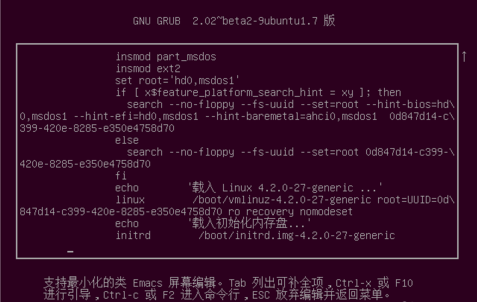 GNU GRUB 2.02~beta2-9ubuntu1.7 版
insmod part_msdos
insmod ext2
set root='hd0,msdos1'
if [ x$feature_platform_search_hint = xy ]; then
search --no-floppy --fs-uuid --set=root --hint-bios=hd\
0,msdos1 --hint-efi=hd0,msdos1 --hint-baremetal=ahci0,msdos1 0d847d14-c\
399-420e-8285-e350e4758d70
else
search --no-floppy --fs-uuid --set=root 0d847d14-c399-\
420e-8285-e350e4758d70
fi
echo '载入 Linux 4.2.0-27-generic ...'
linux /boot/vmlinuz-4.2.0-27-generic root=UUID=0d\
847d14-c399-420e-8285-e350e4758d70 ro recovery nomodeset
echo '载入初始化内存盘...'
initrd /boot/initrd.img-4.2.0-27-generic
支持最小化的类 Emacs 屏幕编辑。Tab 列出可补全项,Ctrl-x 或 F10
进行引导,Ctrl-c 或 F2 进入命令行,ESC 放弃编辑并返回菜单。